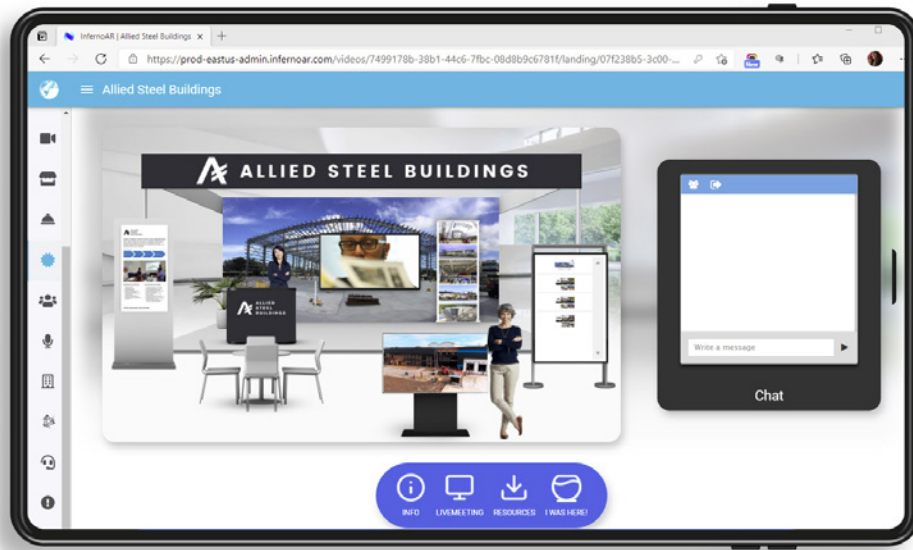 InfernoAR | Allied Steel Buildings
https://prod-eastus-admin.infernoar.com/videos/7499178b-38b1-44c6-7fbc-08d8b9c6781f/landing/07f238b5-3c00-...
New
Allied Steel Buildings
ALLIED STEEL BUILDINGS
ALLIED
STEEL
BUILDINGS
Write a message
Chat
INFO LIVEMEETING RESOURCES I WAS HERE!